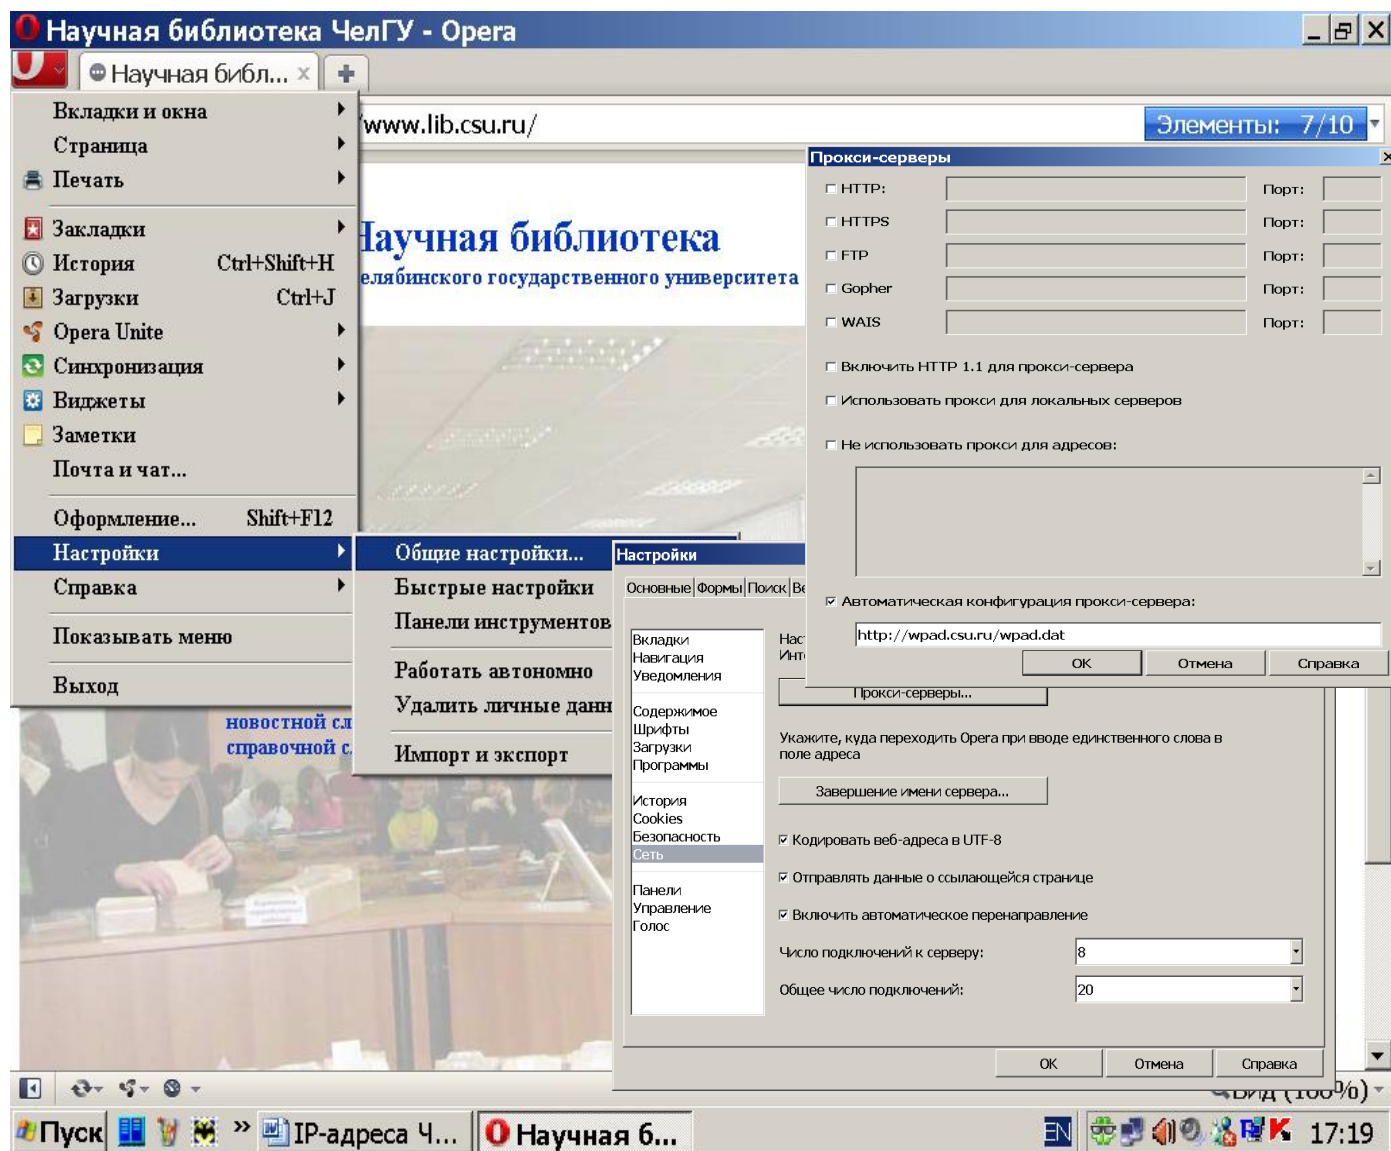 Научная библиотека ЧелГУ - Opera
Научная библ...
Вкладки и окна
Страница
Печать
Закладки
История Ctrl+Shift+H
Загрузки Ctrl+J
Opera Unite
Синхронизация
Виджеты
Заметки
Почта и чат...
Оформление... Shift+F12
Настройки
Справка
Показывать меню
Выход
www.lib.csu.ru/
Элементы: 7/10
Научная библиотека
елябинского государственного университета
новостной сл
справочной с
Общие настройки...
Быстрые настройки
Панели инструментов
Работать автономно
Удалить личные данн
Импорт и экспорт
Прокси-серверы
HTTP: Порт:
HTTPS Порт:
FTP Порт:
Gopher Порт:
WAIS Порт:
Включить HTTP 1.1 для прокси-сервера
Использовать прокси для локальных серверов
Не использовать прокси для адресов:
Автоматическая конфигурация прокси-сервера:
http://wpad.csu.ru/wpad.dat
OK Отмена Справка
Настройки
Основные Формы Поиск Ве
Вкладки
Навигация
Уведомления
Содержимое
Шрифты
Загрузки
Программы
История
Cookies
Безопасность
Сеть
Панели
Управление
Голос
Нас
Инт
Прокси-серверы...
Укажите, куда переходить Opera при вводе единственного слова в
поле адреса
Завершение имени сервера...
Кодировать веб-адреса в UTF-8
Отправлять данные о ссылающейся странице
Включить автоматическое перенаправление
Число подключений к серверу: 8
Общее число подключений: 20
OK Отмена Справка
Вид (100%)
Пуск
IP-адреса Ч...
Научная б...
EN
17:19